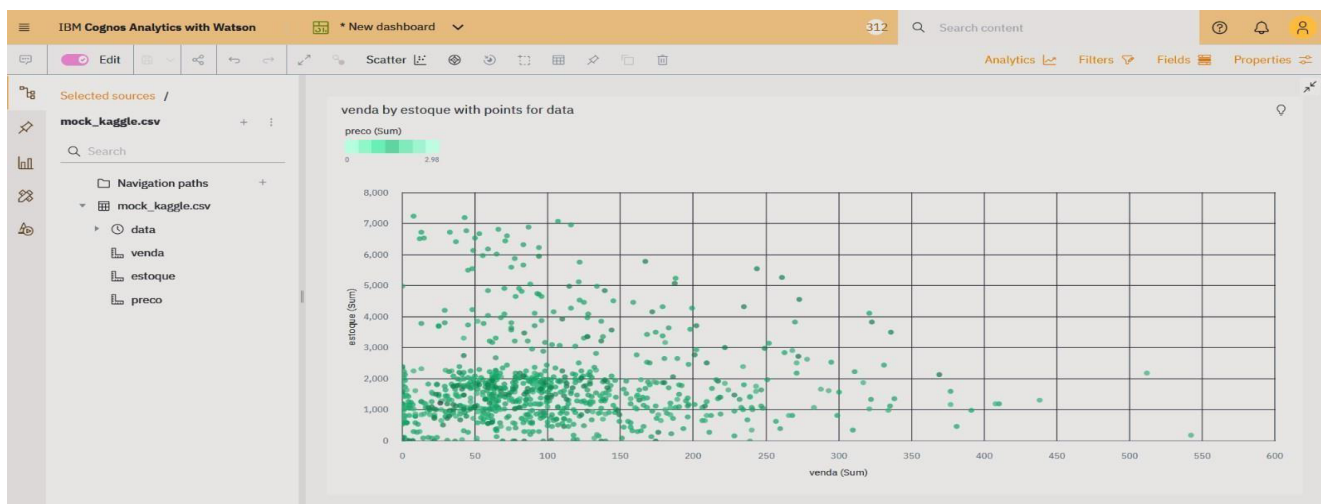 IBM Cognos Analytics with Watson
* New dashboard
312
Search content
Edit
Scatter
Analytics
Filters
Fields
Properties
Selected sources /
mock_kaggle.csv
Search
Navigation paths
mock_kaggle.csv
data
venda
estoque
preco
venda by estoque with points for data
preco (Sum)
0 2.98
8,000
7,000
6,000
5,000
4,000
3,000
2,000
1,000
0
estoque (Sum)
0 50 100 150 200 250 300 350 400 450 500 550 600
venda (Sum)